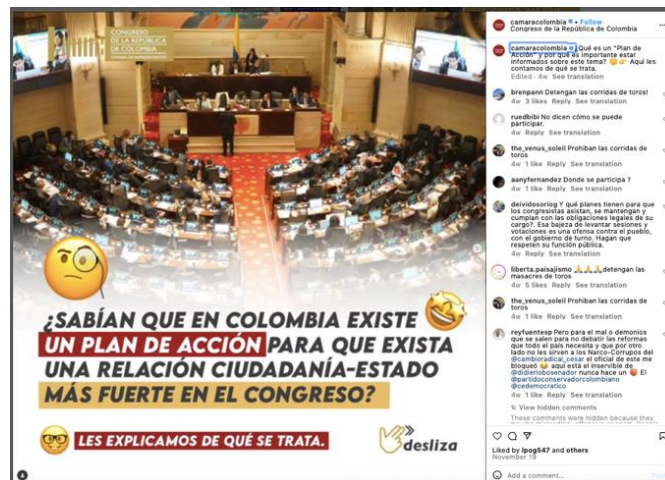 CONGRESO
DE LA REPÚBLICA
DE COLOMBIA
¿SABÍAN QUE EN COLOMBIA EXISTE
UN PLAN DE ACCIÓN PARA QUE EXISTA
UNA RELACIÓN CIUDADANÍA-ESTADO
MÁS FUERTE EN EL CONGRESO?
LES EXPLICAMOS DE QUÉ SE TRATA.
desliza
camaracolombia • Follow
Congreso de la República de Colombia
camaracolombia Qué es un "Plan de
Acción" y por qué es importante estar
informados sobre este tema? Aquí les
contamos de qué se trata.
Edited · 4w See translation
brenpann Detengan las corridas de toros!
4w 3 likes Reply See translation
ruedbibi No dicen cómo se puede
participar.
4w Reply See translation
the_venus_soleil Prohiban las corridas de
toros
4w 1 like Reply See translation
aanyfernandez Donde se participa ?
4w 1 like Reply See translation
deividosoriog Y qué planes tienen para que
los congresistas asistan, se mantengan y
cumplan con las obligaciones legales de su
cargo?. Esa bajeza de levantar sesiones y
votaciones es una ofensa contra el pueblo,
con el gobierno de turno. Hagan que
respeten su función pública.
4w Reply See translation
liberta.paisajismo 🙏🙏🙏detengan las
masacres de toros
4w 5 likes Reply See translation
the_venus_soleil Prohiban las corridas de
toros
4w 1 like Reply See translation
reyfuentesp Pero para el mal o demonios
que se salen para no debatir las reformas
que todo el país necesita y que por otro
lado no les sirven a los Narco-Corrupos del
@cambioradical_cesar el oficial de este me
bloqueó aquí está el inservible de
@didierlobosenador nunca hace un El
@partidoconservadorcolombiano
@cedemocratico
4w 1 like Reply See translation
View hidden comments
These comments were hidden because they
Liked by lpog547 and others
November 19
Add a comment...